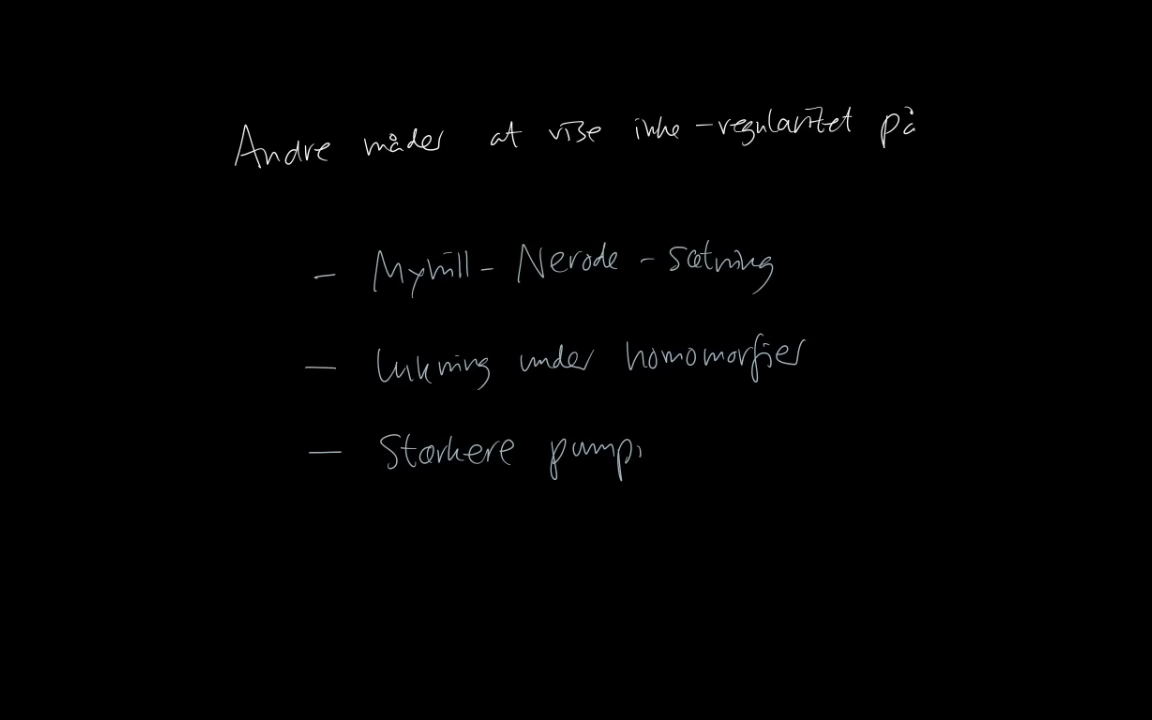 Andre måder at vise ikke-regularitet på
- Myhill-Nerode-sætning
- lukning under homomorfier
- Stærkere pump